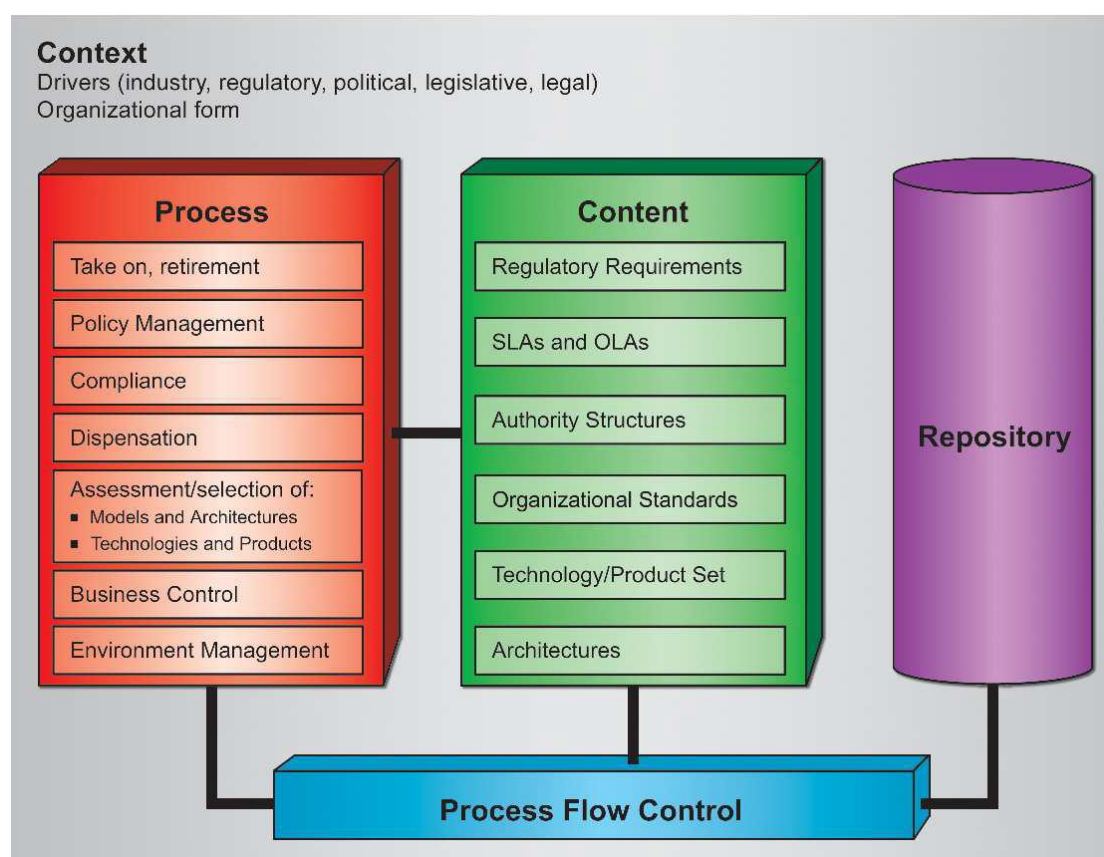 Context
Drivers (industry, regulatory, political, legislative, legal)
Organizational form
Process
Take on, retirement
Policy Management
Compliance
Dispensation
Assessment/selection of:
▪ Models and Architectures
▪ Technologies and Products
Business Control
Environment Management
Content
Regulatory Requirements
SLAs and OLAs
Authority Structures
Organizational Standards
Technology/Product Set
Architectures
Repository
Process Flow Control